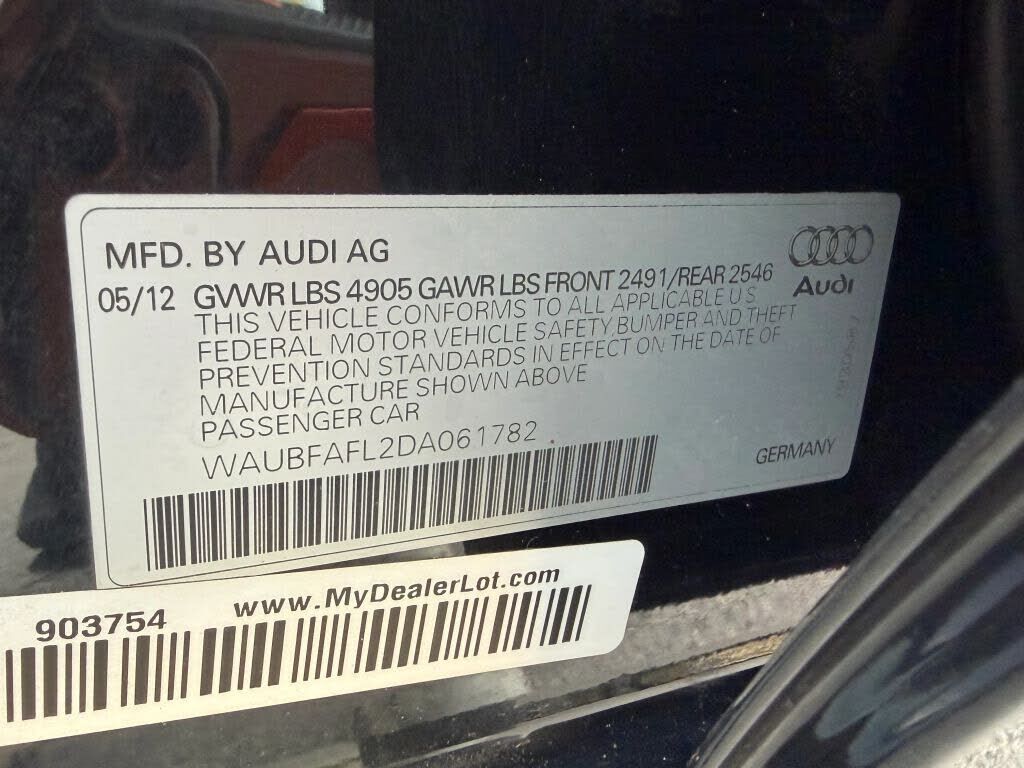 MFD. BY AUDI AG
05/12 GVWR LBS 4905 GAWR LBS FRONT 2491/REAR 2546
Audi
THIS VEHICLE CONFORMS TO ALL APPLICABLE U S
FEDERAL MOTOR VEHICLE SAFETY, BUMPER AND THEFT
PREVENTION STANDARDS IN EFFECT ON THE DATE OF
MANUFACTURE SHOWN ABOVE
PASSENGER CAR
WAUBFAFL2DA061782
GERMANY
903754 www.MyDealerLot.com